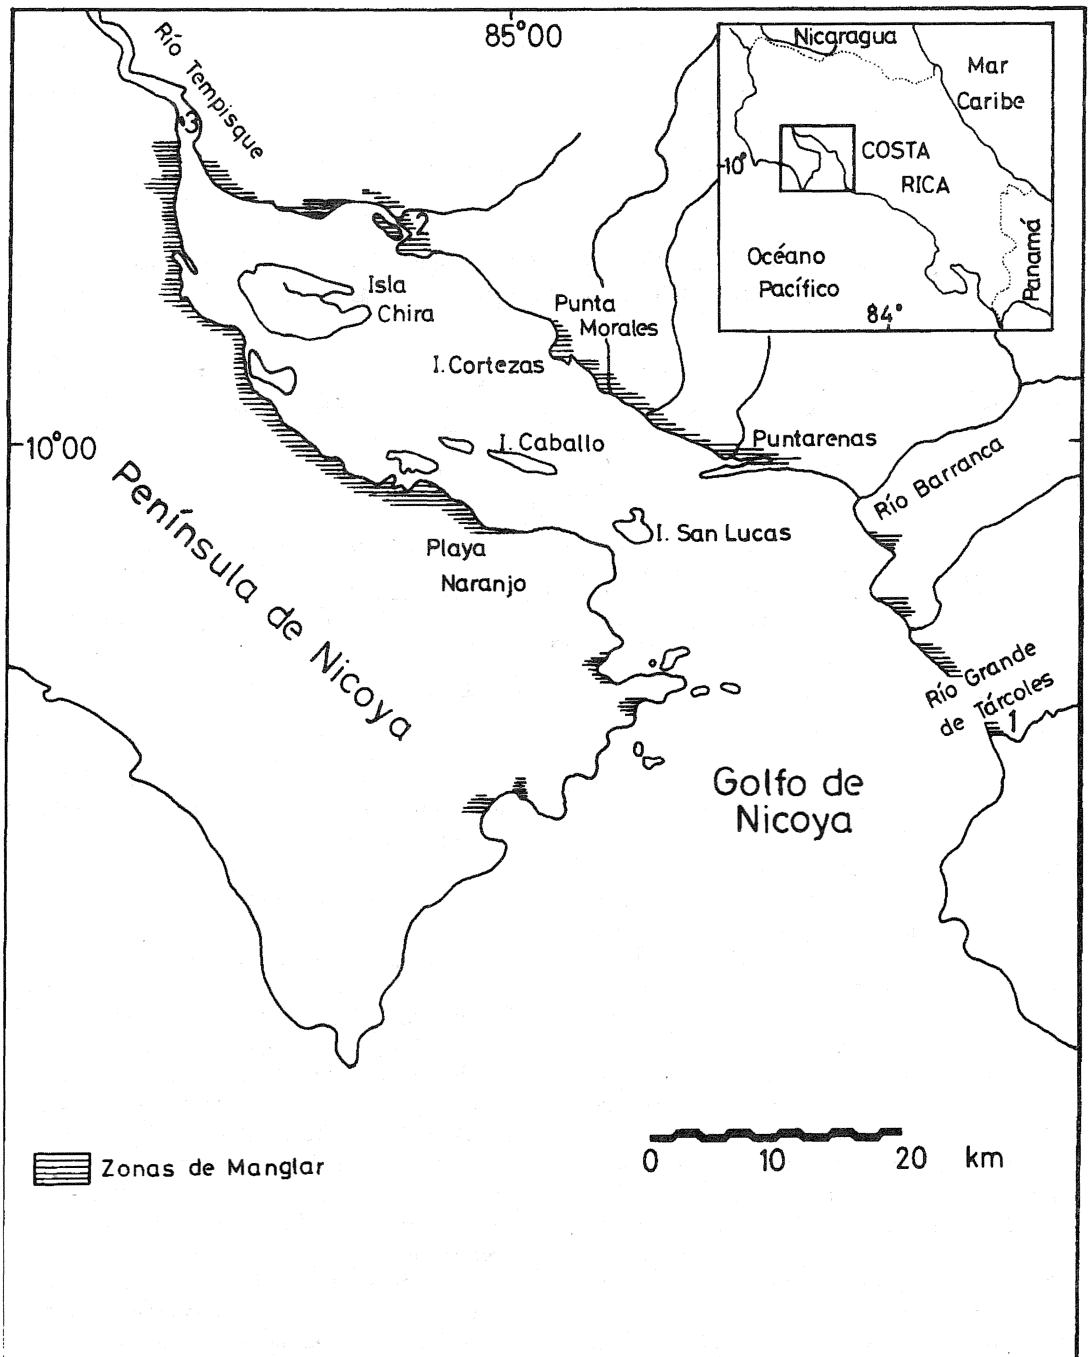 85°00
Río Tempisque
3
2
Nicaragua
Mar
Caribe
10°
COSTA
RICA
Océano
Pacífico
Panamá
84°
Isla
Chira
Punta
Morales
I. Cortezas
10°00
I. Caballo
Puntarenas
Río Barranca
I. San Lucas
Playa
Naranjo
Península de Nicoya
Río Grande
de Tárcoles
1
Golfo de
Nicoya
Zonas de Manglar
0 10 20 km